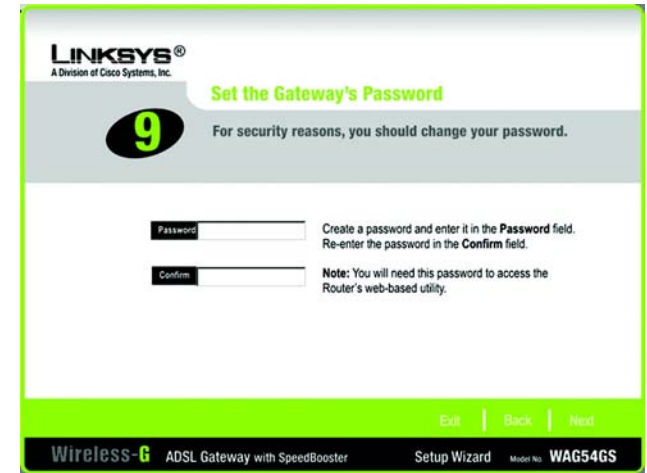 LINKSYS®
A Division of Cisco Systems, Inc.
Set the Gateway's Password
9
For security reasons, you should change your password.
Password
Create a password and enter it in the Password field.
Re-enter the password in the Confirm field.
Confirm
Note: You will need this password to access the
Router's web-based utility.
Exit | Back | Next
Wireless-G ADSL Gateway with SpeedBooster Setup Wizard Model No. WAG54GS